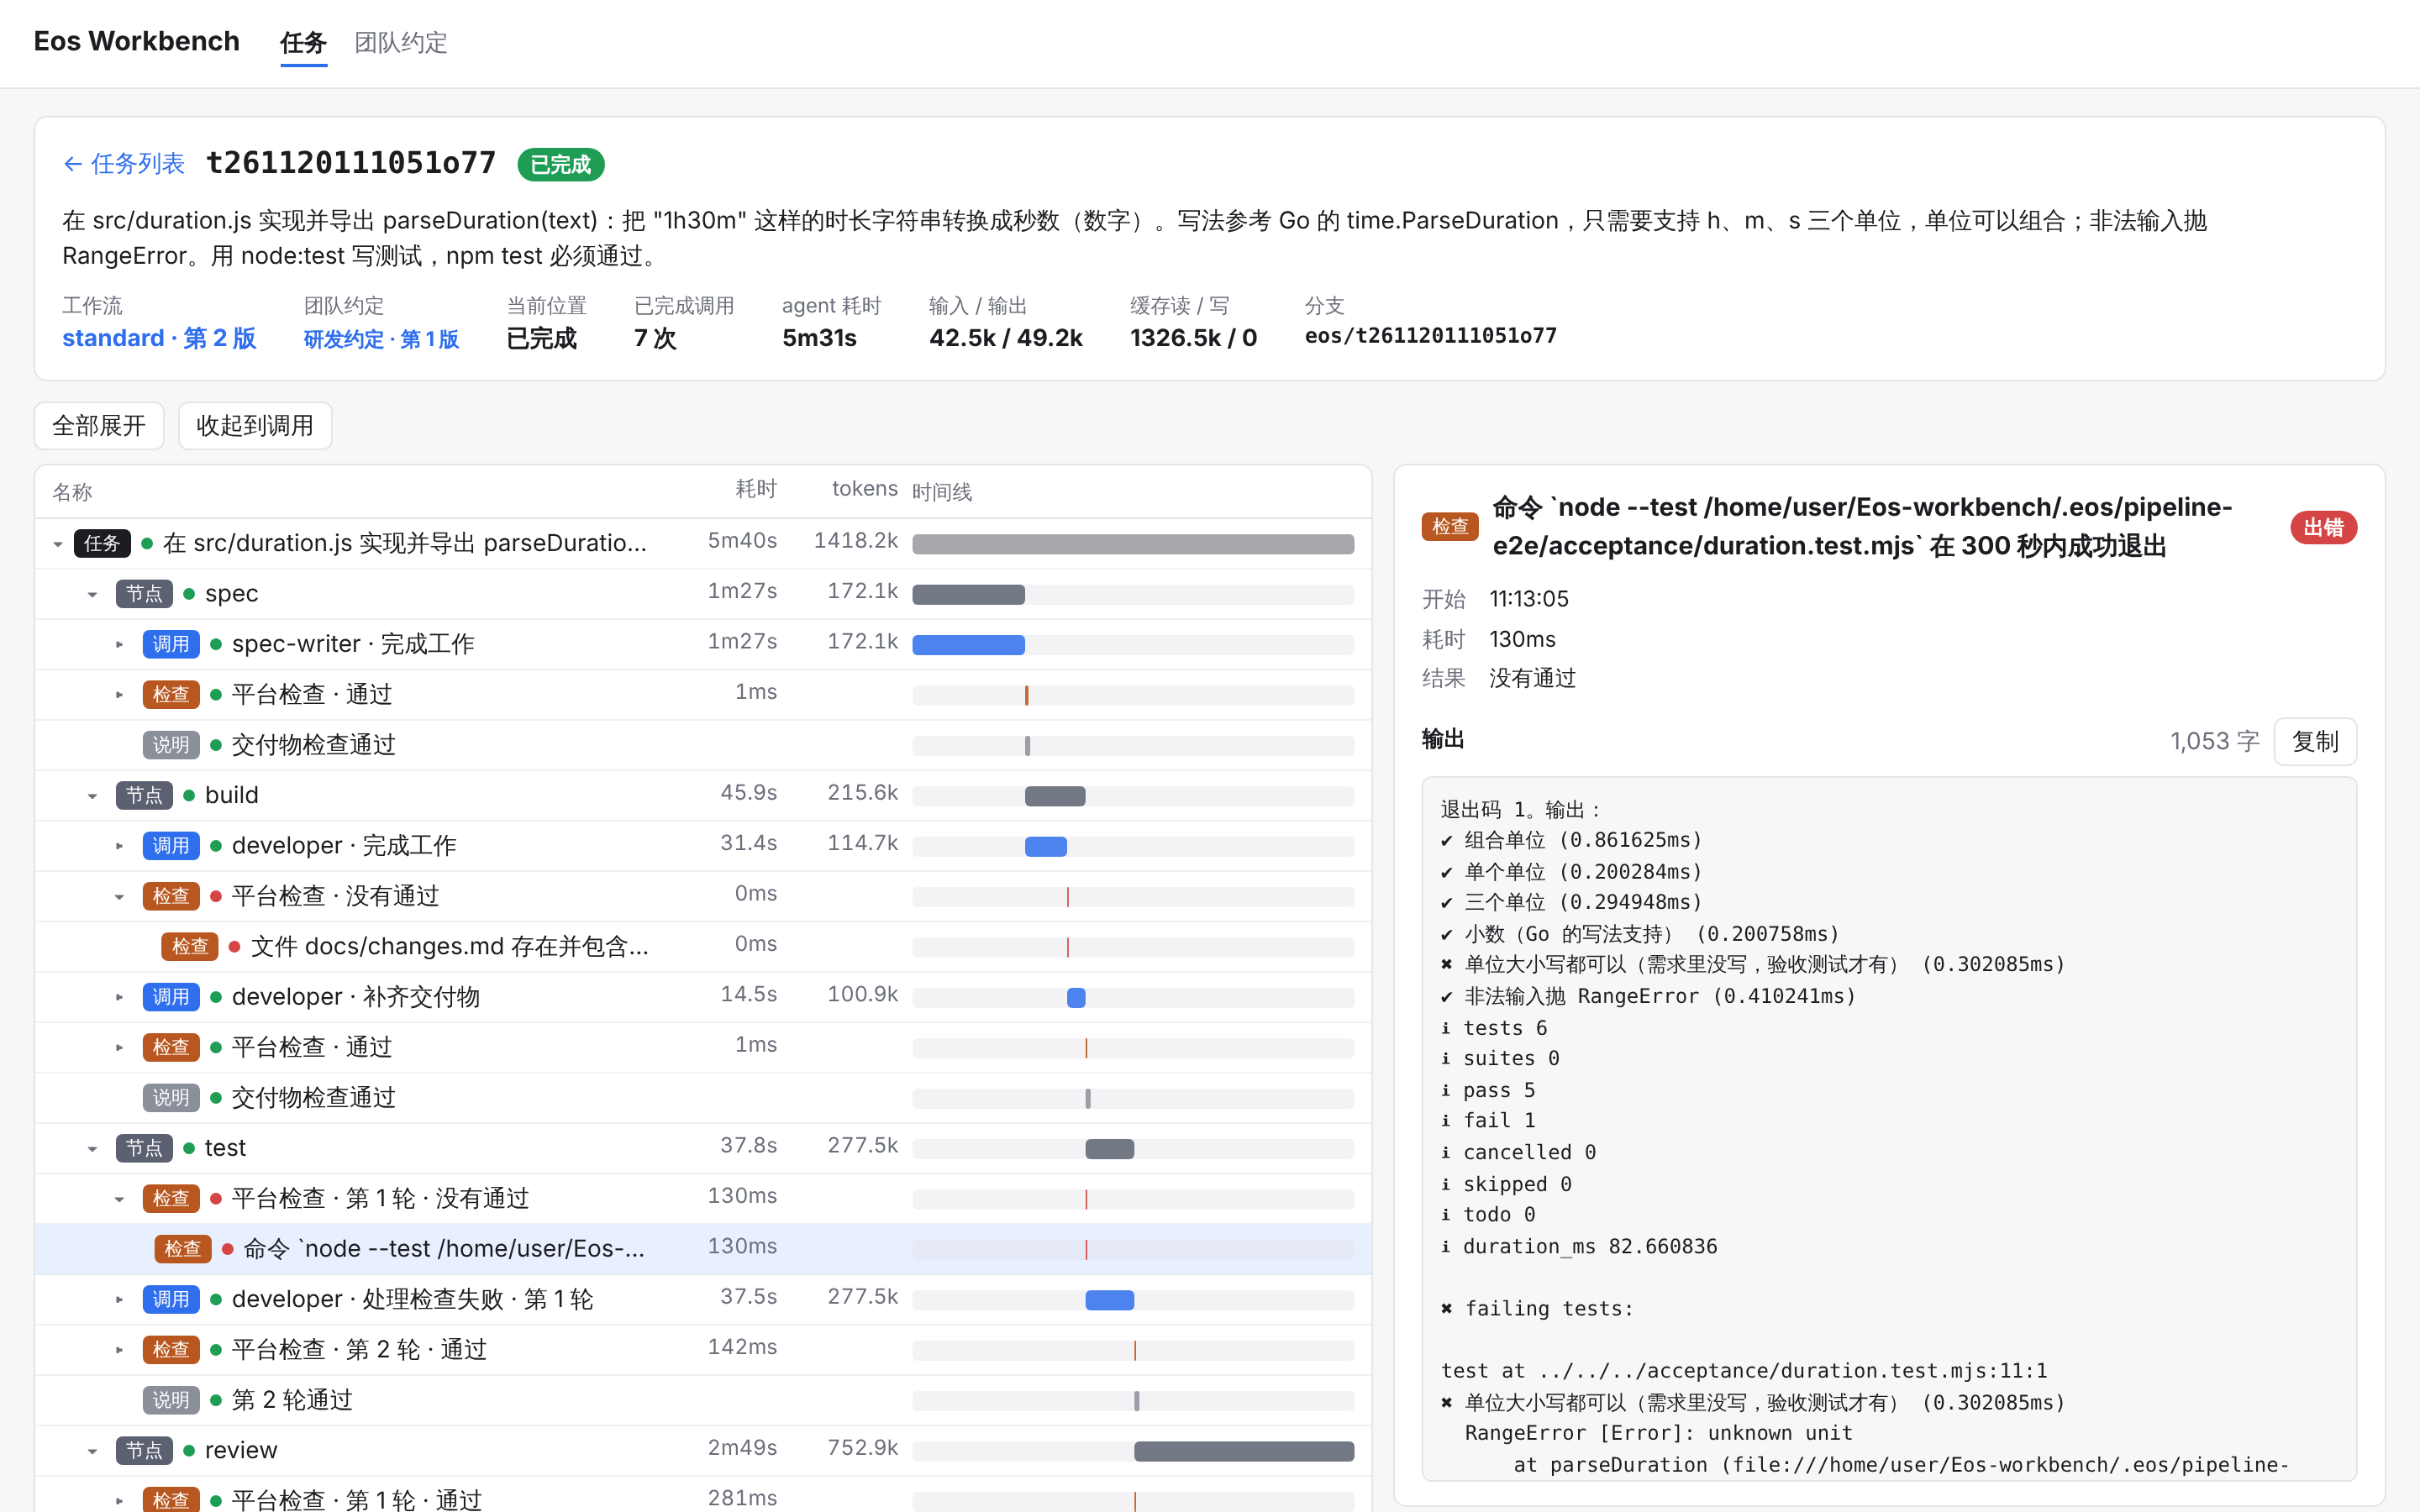 Eos Workbench 任务 团队约定
← 任务列表 t261120111051o77 已完成
在 src/duration.js 实现并导出 parseDuration(text)：把 "1h30m" 这样的时长字符串转换成秒数（数字）。写法参考 Go 的 time.ParseDuration，只需要支持 h、m、s 三个单位，单位可以组合；非法输入抛
RangeError。用 node:test 写测试，npm test 必须通过。
工作流 团队约定 当前位置 已完成调用 agent 耗时 输入 / 输出 缓存读 / 写 分支
standard · 第 2 版 研发约定 · 第 1 版 已完成 7 次 5m31s 42.5k / 49.2k 1326.5k / 0 eos/t261120111051o77
全部展开 收起到调用
名称 耗时 tokens 时间线
任务 在 src/duration.js 实现并导出 parseDuratio... 5m40s 1418.2k
节点 spec 1m27s 172.1k
调用 spec-writer · 完成工作 1m27s 172.1k
检查 平台检查 · 通过 1ms
说明 交付物检查通过
节点 build 45.9s 215.6k
调用 developer · 完成工作 31.4s 114.7k
检查 平台检查 · 没有通过 0ms
检查 文件 docs/changes.md 存在并包含... 0ms
调用 developer · 补齐交付物 14.5s 100.9k
检查 平台检查 · 通过 1ms
说明 交付物检查通过
节点 test 37.8s 277.5k
检查 平台检查 · 第 1 轮 · 没有通过 130ms
检查 命令 `node --test /home/user/Eos-... 130ms
调用 developer · 处理检查失败 · 第 1 轮 37.5s 277.5k
检查 平台检查 · 第 2 轮 · 通过 142ms
说明 第 2 轮通过
节点 review 2m49s 752.9k
检查 平台检查 · 第 1 轮 · 通过 281ms
检查 命令 `node --test /home/user/Eos-workbench/.eos/pipeline-
e2e/acceptance/duration.test.mjs` 在 300 秒内成功退出 出错
开始 11:13:05
耗时 130ms
结果 没有通过
输出 1,053 字 复制
退出码 1。输出：
✔ 组合单位 (0.861625ms)
✔ 单个单位 (0.200284ms)
✔ 三个单位 (0.294948ms)
✔ 小数（Go 的写法支持） (0.200758ms)
✖ 单位大小写都可以（需求里没写，验收测试才有） (0.302085ms)
✔ 非法输入抛 RangeError (0.410241ms)
ℹ tests 6
ℹ suites 0
ℹ pass 5
ℹ fail 1
ℹ cancelled 0
ℹ skipped 0
ℹ todo 0
ℹ duration_ms 82.660836
✖ failing tests:
test at ../../../acceptance/duration.test.mjs:11:1
✖ 单位大小写都可以（需求里没写，验收测试才有） (0.302085ms)
RangeError [Error]: unknown unit
at parseDuration (file:///home/user/Eos-workbench/.eos/pipeline-